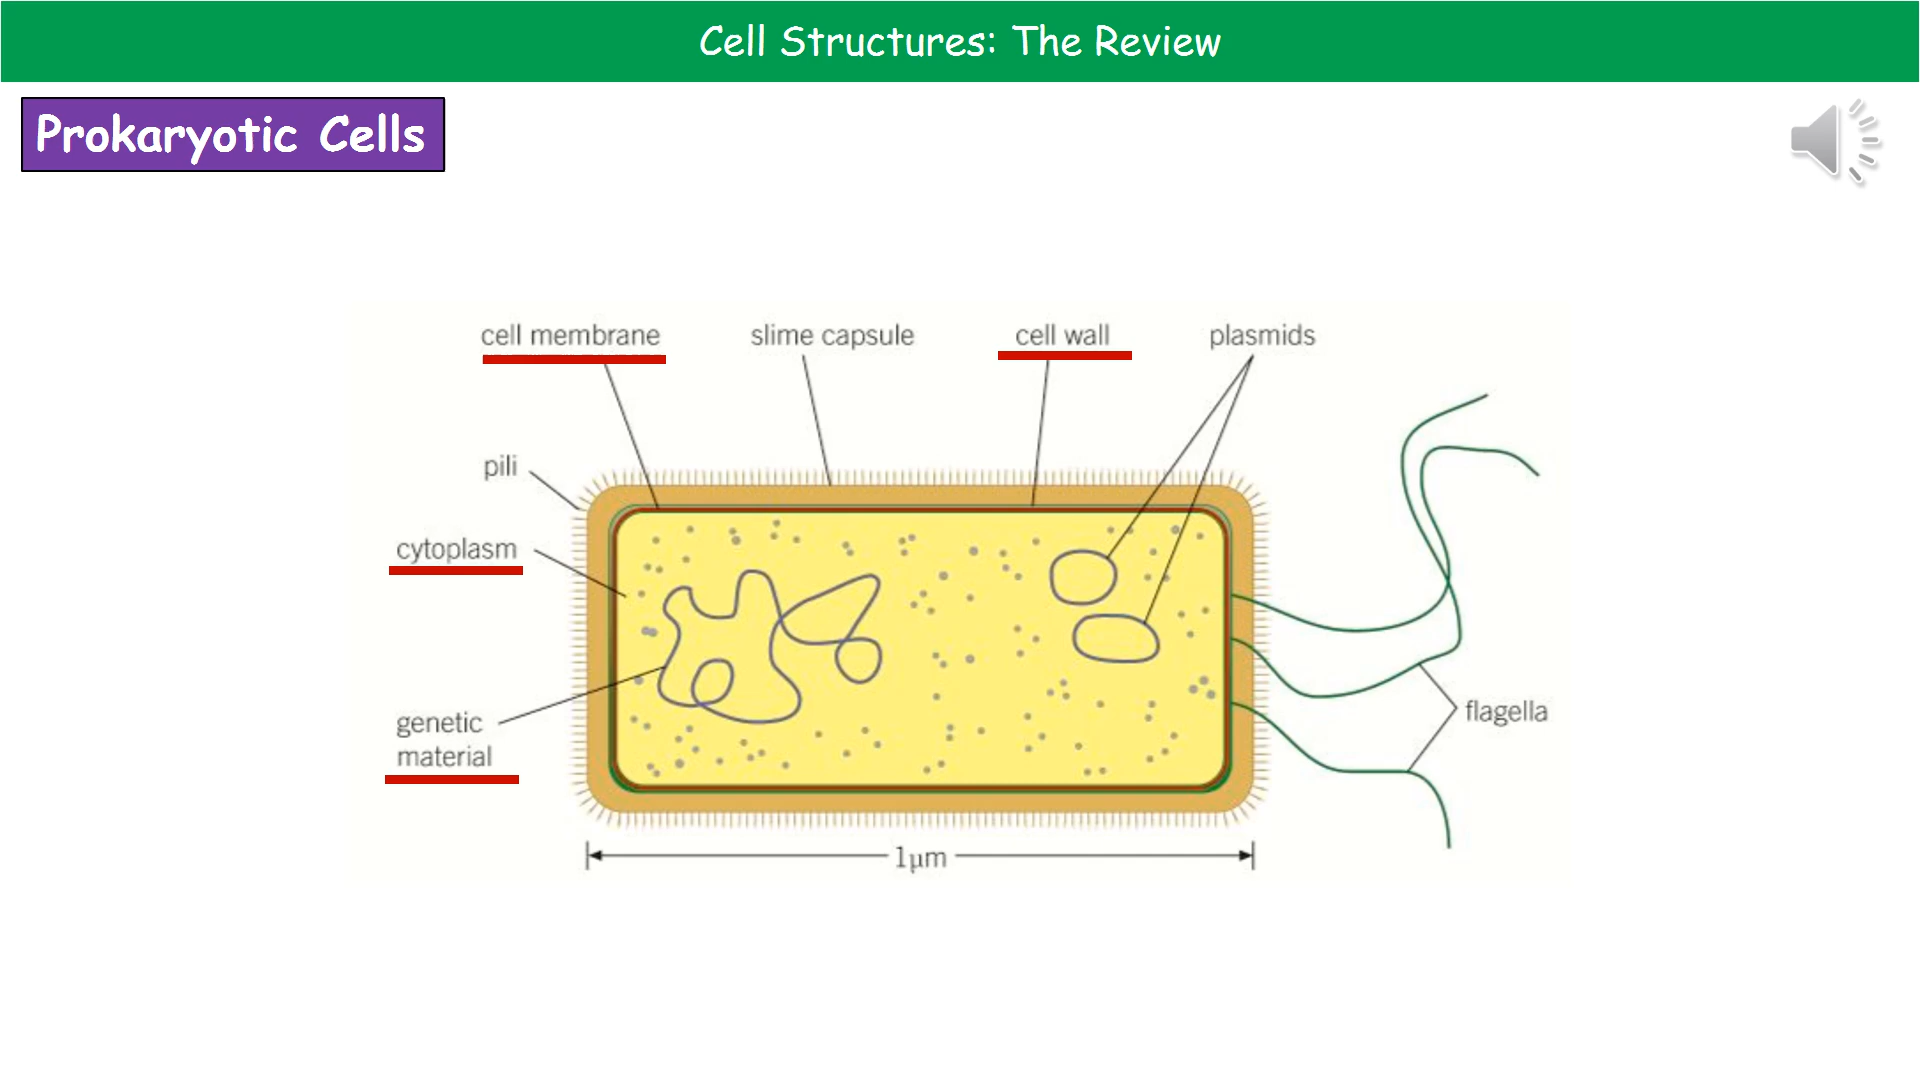 Cell Structures: The Review
Prokaryotic Cells
cell membrane
slime capsule
cell wall
plasmids
pili
cytoplasm
genetic
material
flagella
1µm